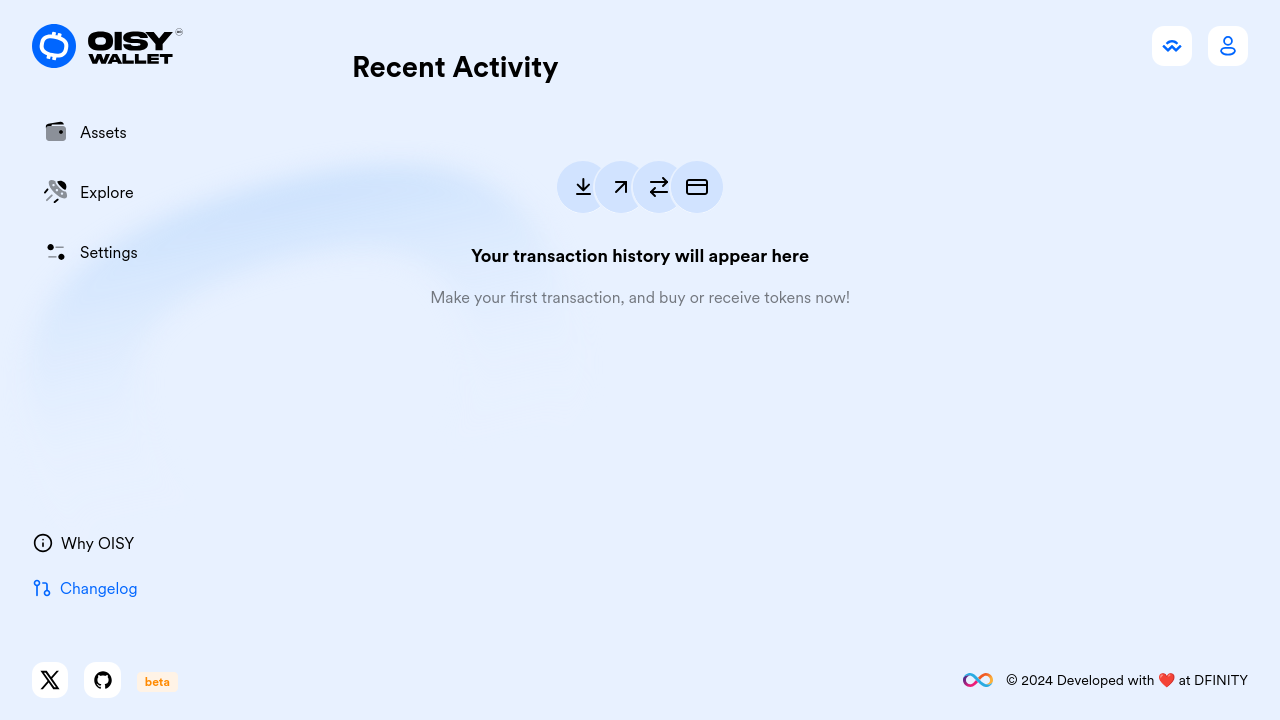 OISY
WALLET
Recent Activity
Assets
Explore
Settings
Your transaction history will appear here
Make your first transaction, and buy or receive tokens now!
Why OISY
Changelog
beta
© 2024 Developed with ❤️ at DFINITY